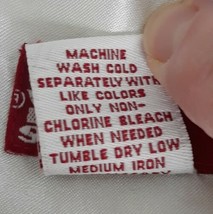 MACHINE
WASH COLD
SEPARATELY WITH
LIKE COLORS
ONLY NON-
CHLORINE BLEACH
WHEN NEEDED
TUMBLE DRY LOW
MEDIUM IRON